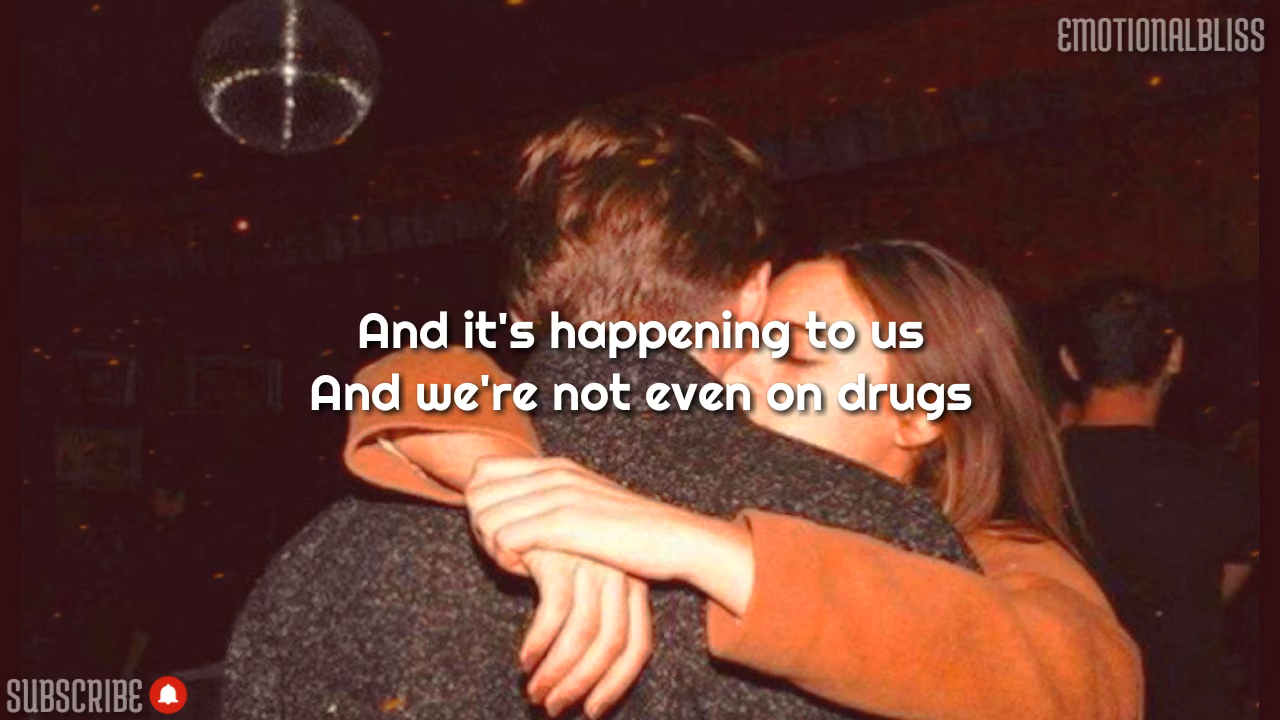 EMOTIONALBLISS
And it's happening to us
And we're not even on drugs
SUBSCRIBE